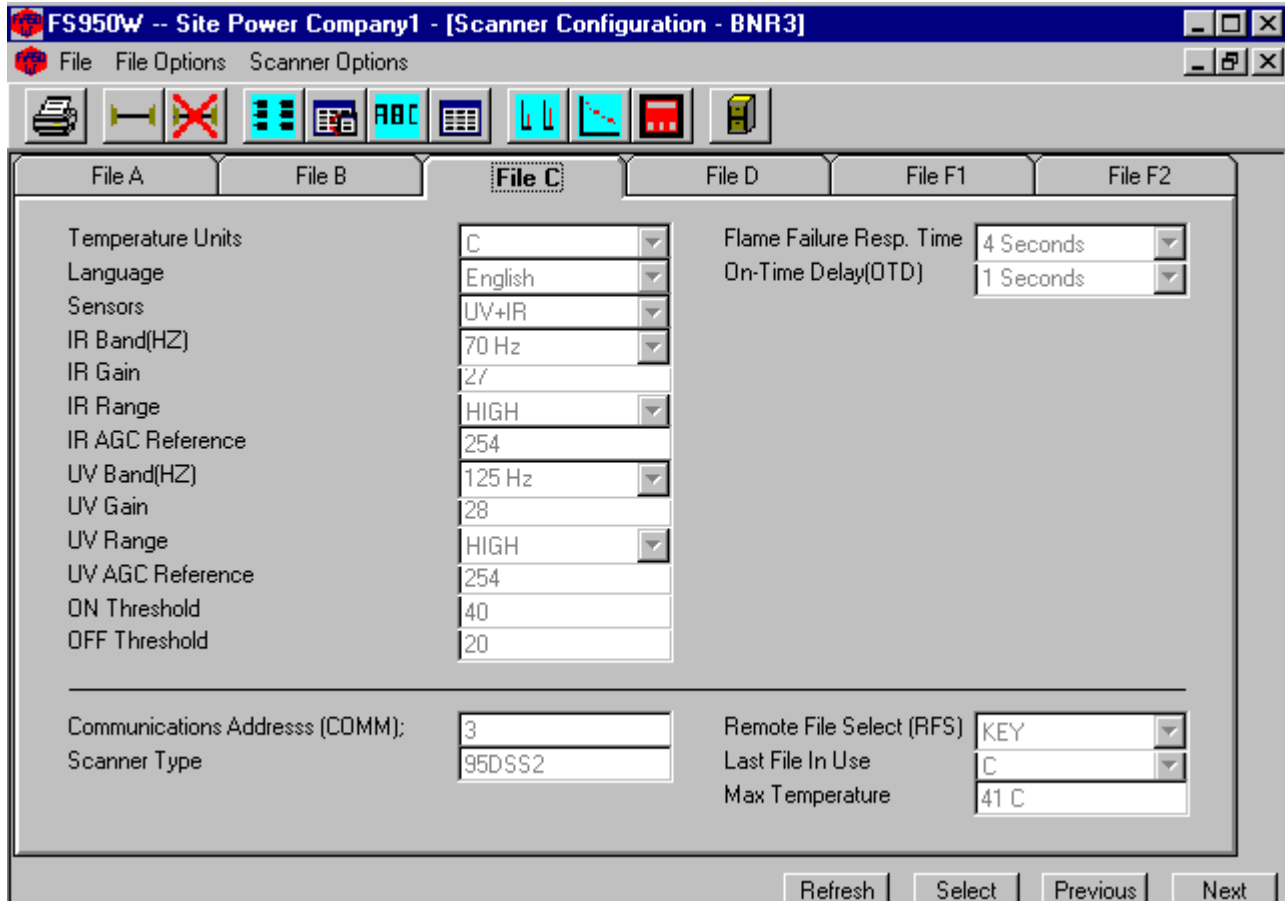 FS950W -- Site Power Company1 - [Scanner Configuration - BNR3]
File File Options Scanner Options
ABC
File A File B File C File D File F1 File F2
Temperature Units C Flame Failure Resp. Time 4 Seconds
Language English On-Time Delay(OTD) 1 Seconds
Sensors UV+IR
IR Band(HZ) 70 Hz
IR Gain 27
IR Range HIGH
IR AGC Reference 254
UV Band(HZ) 125 Hz
UV Gain 28
UV Range HIGH
UV AGC Reference 254
ON Threshold 40
OFF Threshold 20
Communications Addresss (COMM); 3 Remote File Select (RFS) KEY
Scanner Type 95DSS2 Last File In Use C
Max Temperature 41 C
Refresh Select Previous Next